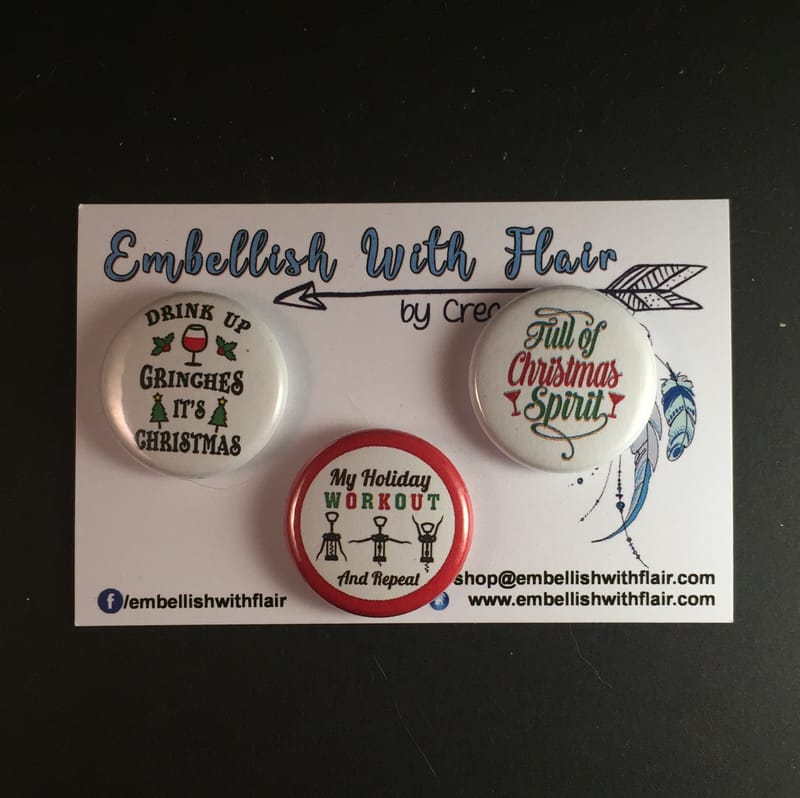 Embellish With Flair
by Crea
DRINK UP
GRINCHES
IT'S
CHRISTMAS
Full of
Christmas
Spirit
My Holiday
WORKOUT
And Repeat
/embellishwithflair
shop@embellishwithflair.com
www.embellishwithflair.com